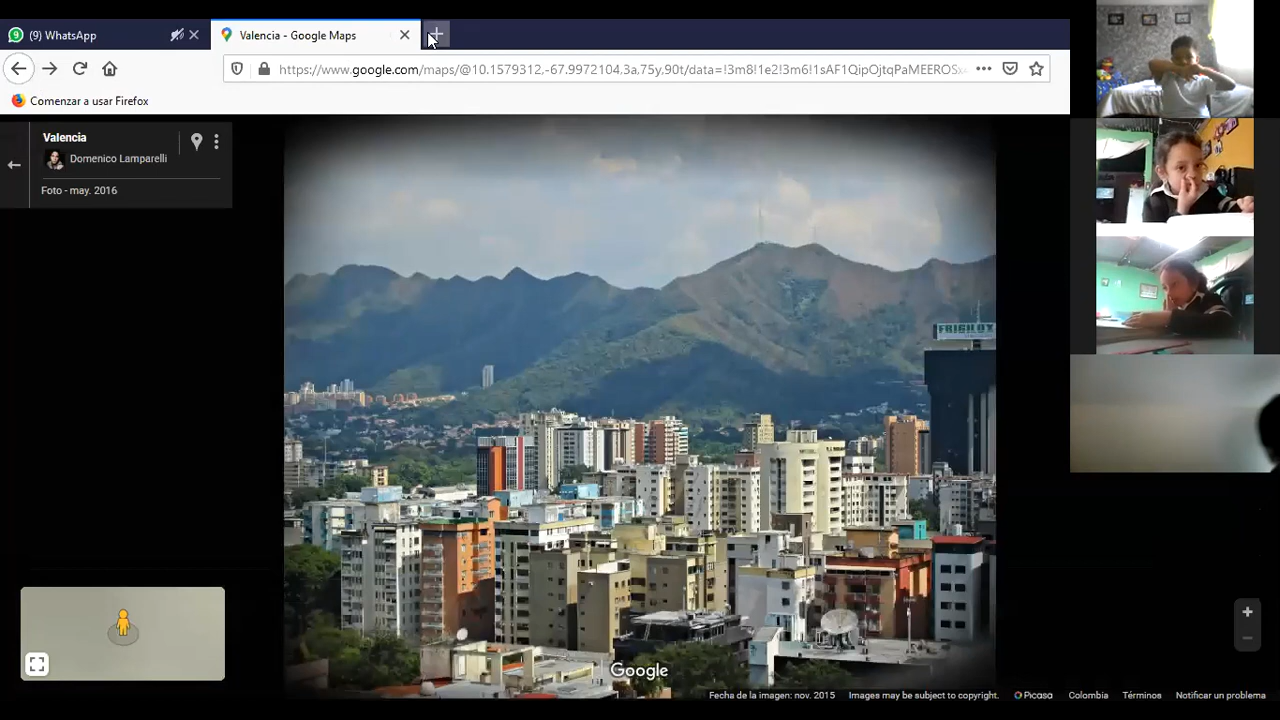 (9) WhatsApp
Valencia - Google Maps
https://www.google.com/maps/@10.1579312,-67.9972104,3a,75y,90t/data=!3m8!1e2!3m6!1sAF1QipOjtqPaMEEROSx
Comenzar a usar Firefox
Valencia
Domenico Lamparelli
Foto - may. 2016
Google
Fecha de la imagen: nov. 2015 Images may be subject to copyright. Picasa Colombia Términos Notificar un problema